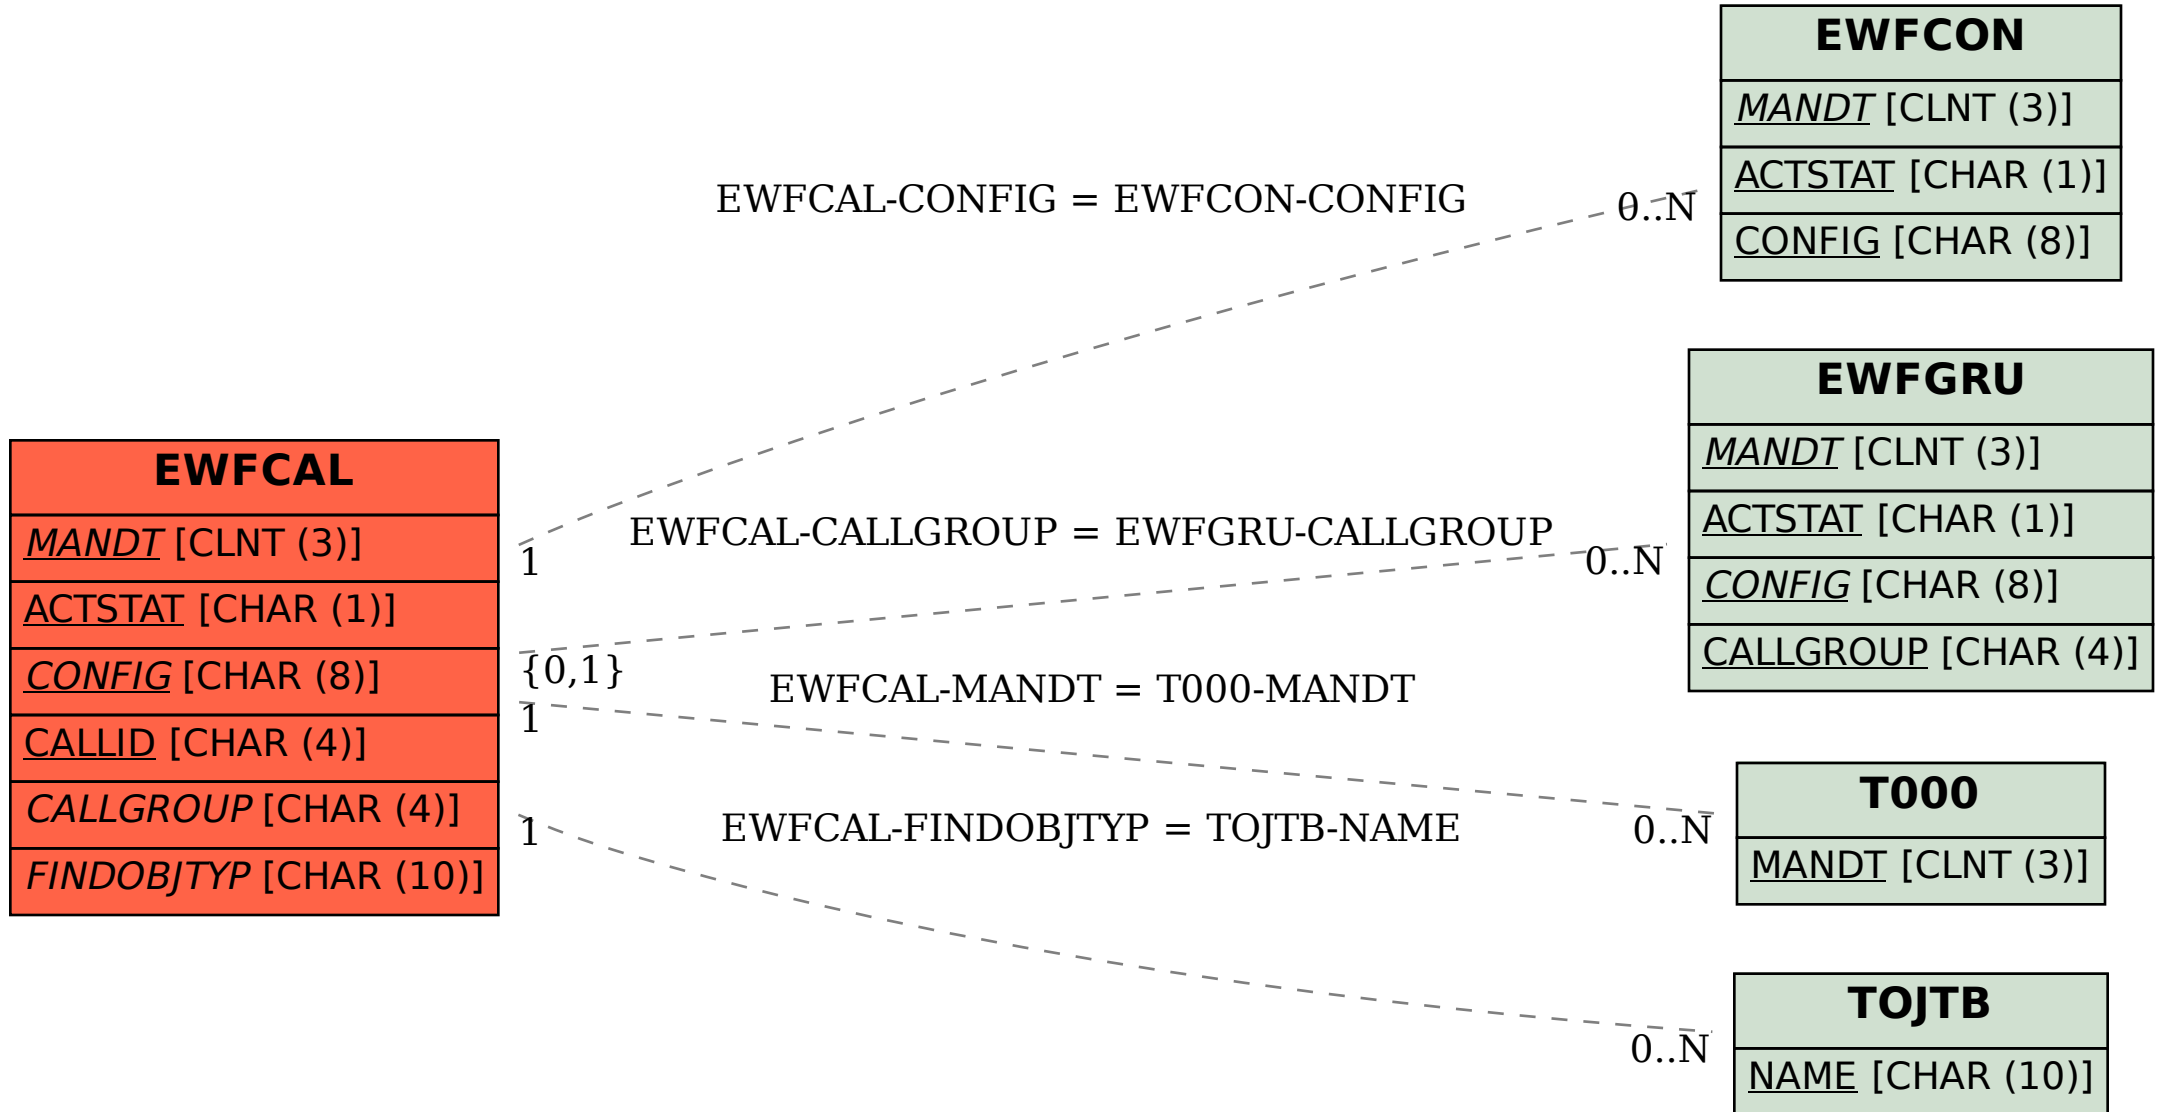 EWFCON
MANDT [CLNT (3)]
ACTSTAT [CHAR (1)]
CONFIG [CHAR (8)]
EWFCAL-CONFIG = EWFCON-CONFIG
0..N
1
EWFGRU
MANDT [CLNT (3)]
ACTSTAT [CHAR (1)]
CONFIG [CHAR (8)]
CALLGROUP [CHAR (4)]
EWFCAL
MANDT [CLNT (3)]
ACTSTAT [CHAR (1)]
CONFIG [CHAR (8)]
CALLID [CHAR (4)]
CALLGROUP [CHAR (4)]
FINDOBJTYP [CHAR (10)]
EWFCAL-CALLGROUP = EWFGRU-CALLGROUP
0..N
{0,1}
EWFCAL-MANDT = T000-MANDT
1
0..N
T000
MANDT [CLNT (3)]
EWFCAL-FINDOBJTYP = TOJTB-NAME
1
0..N
TOJTB
NAME [CHAR (10)]